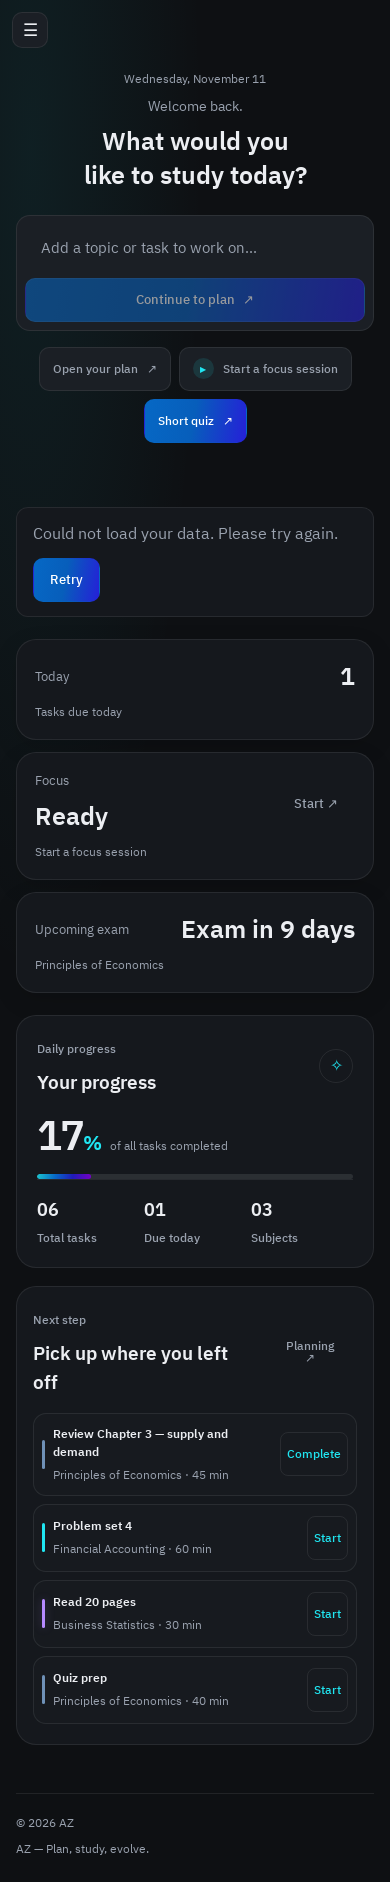 ☰
Wednesday, November 11
Welcome back.
What would you
like to study today?
Add a topic or task to work on...
Continue to plan ↗
Open your plan ↗
▶ Start a focus session
Short quiz ↗
Could not load your data. Please try again.
Retry
Today
1
Tasks due today
Focus
Ready
Start ↗
Start a focus session
Upcoming exam
Exam in 9 days
Principles of Economics
Daily progress
Your progress
✧
17% of all tasks completed
06
Total tasks
01
Due today
03
Subjects
Next step
Pick up where you left
off
Planning
↗
Review Chapter 3 — supply and
demand
Principles of Economics · 45 min
Complete
Problem set 4
Financial Accounting · 60 min
Start
Read 20 pages
Business Statistics · 30 min
Start
Quiz prep
Principles of Economics · 40 min
Start
© 2026 AZ
AZ — Plan, study, evolve.